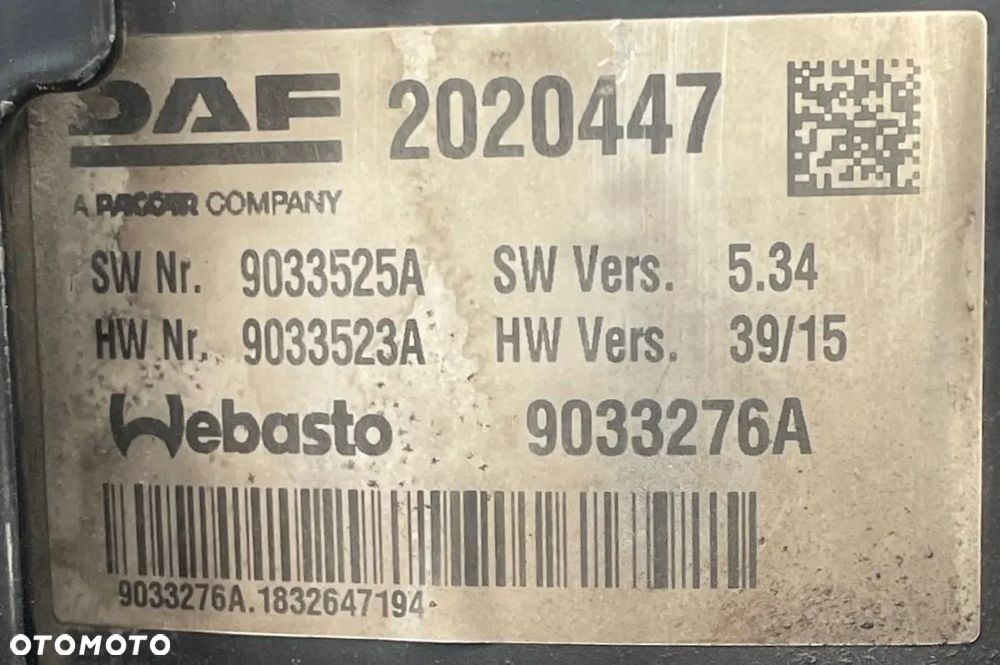 DAF 2020447
A PACCAR COMPANY
SW Nr. 9033525A SW Vers. 5.34
HW Nr. 9033523A HW Vers. 39/15
Webasto 9033276A
9033276A.1832647194
OTOMOTO